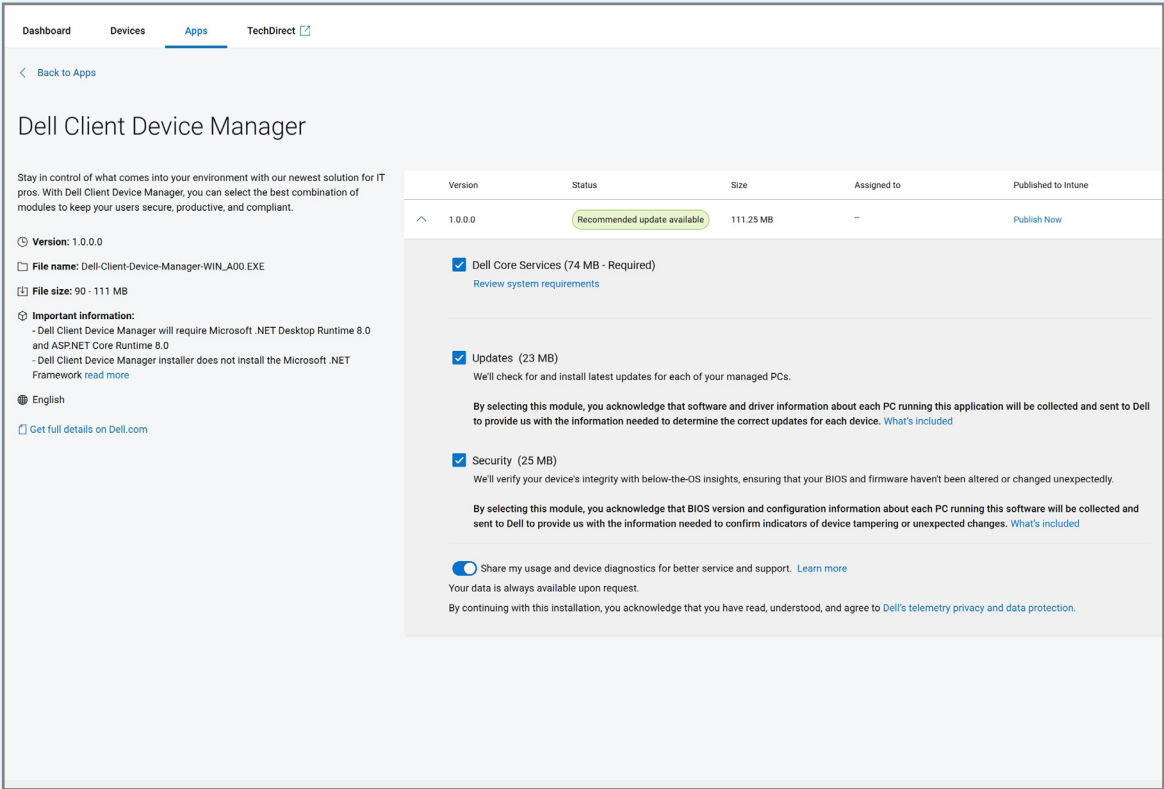 Dashboard Devices Apps TechDirect
Back to Apps
Dell Client Device Manager
Stay in control of what comes into your environment with our newest solution for IT
pros. With Dell Client Device Manager, you can select the best combination of
modules to keep your users secure, productive, and compliant.
Version: 1.0.0.0
File name: Dell-Client-Device-Manager-WIN_A00.EXE
File size: 90 - 111 MB
Important information:
- Dell Client Device Manager will require Microsoft .NET Desktop Runtime 8.0
and ASP.NET Core Runtime 8.0
- Dell Client Device Manager installer does not install the Microsoft .NET
Framework read more
English
Get full details on Dell.com
Version Status Size Assigned to Published to Intune
1.0.0.0 Recommended update available 111.25 MB -- Publish Now
Dell Core Services (74 MB - Required)
Review system requirements
Updates (23 MB)
We'll check for and install latest updates for each of your managed PCs.
By selecting this module, you acknowledge that software and driver information about each PC running this application will be collected and sent to Dell
to provide us with the information needed to determine the correct updates for each device. What's included
Security (25 MB)
We'll verify your device's integrity with below-the-OS insights, ensuring that your BIOS and firmware haven't been altered or changed unexpectedly.
By selecting this module, you acknowledge that BIOS version and configuration information about each PC running this software will be collected and
sent to Dell to provide us with the information needed to confirm indicators of device tampering or unexpected changes. What's included
Share my usage and device diagnostics for better service and support. Learn more
Your data is always available upon request.
By continuing with this installation, you acknowledge that you have read, understood, and agree to Dell's telemetry privacy and data protection.